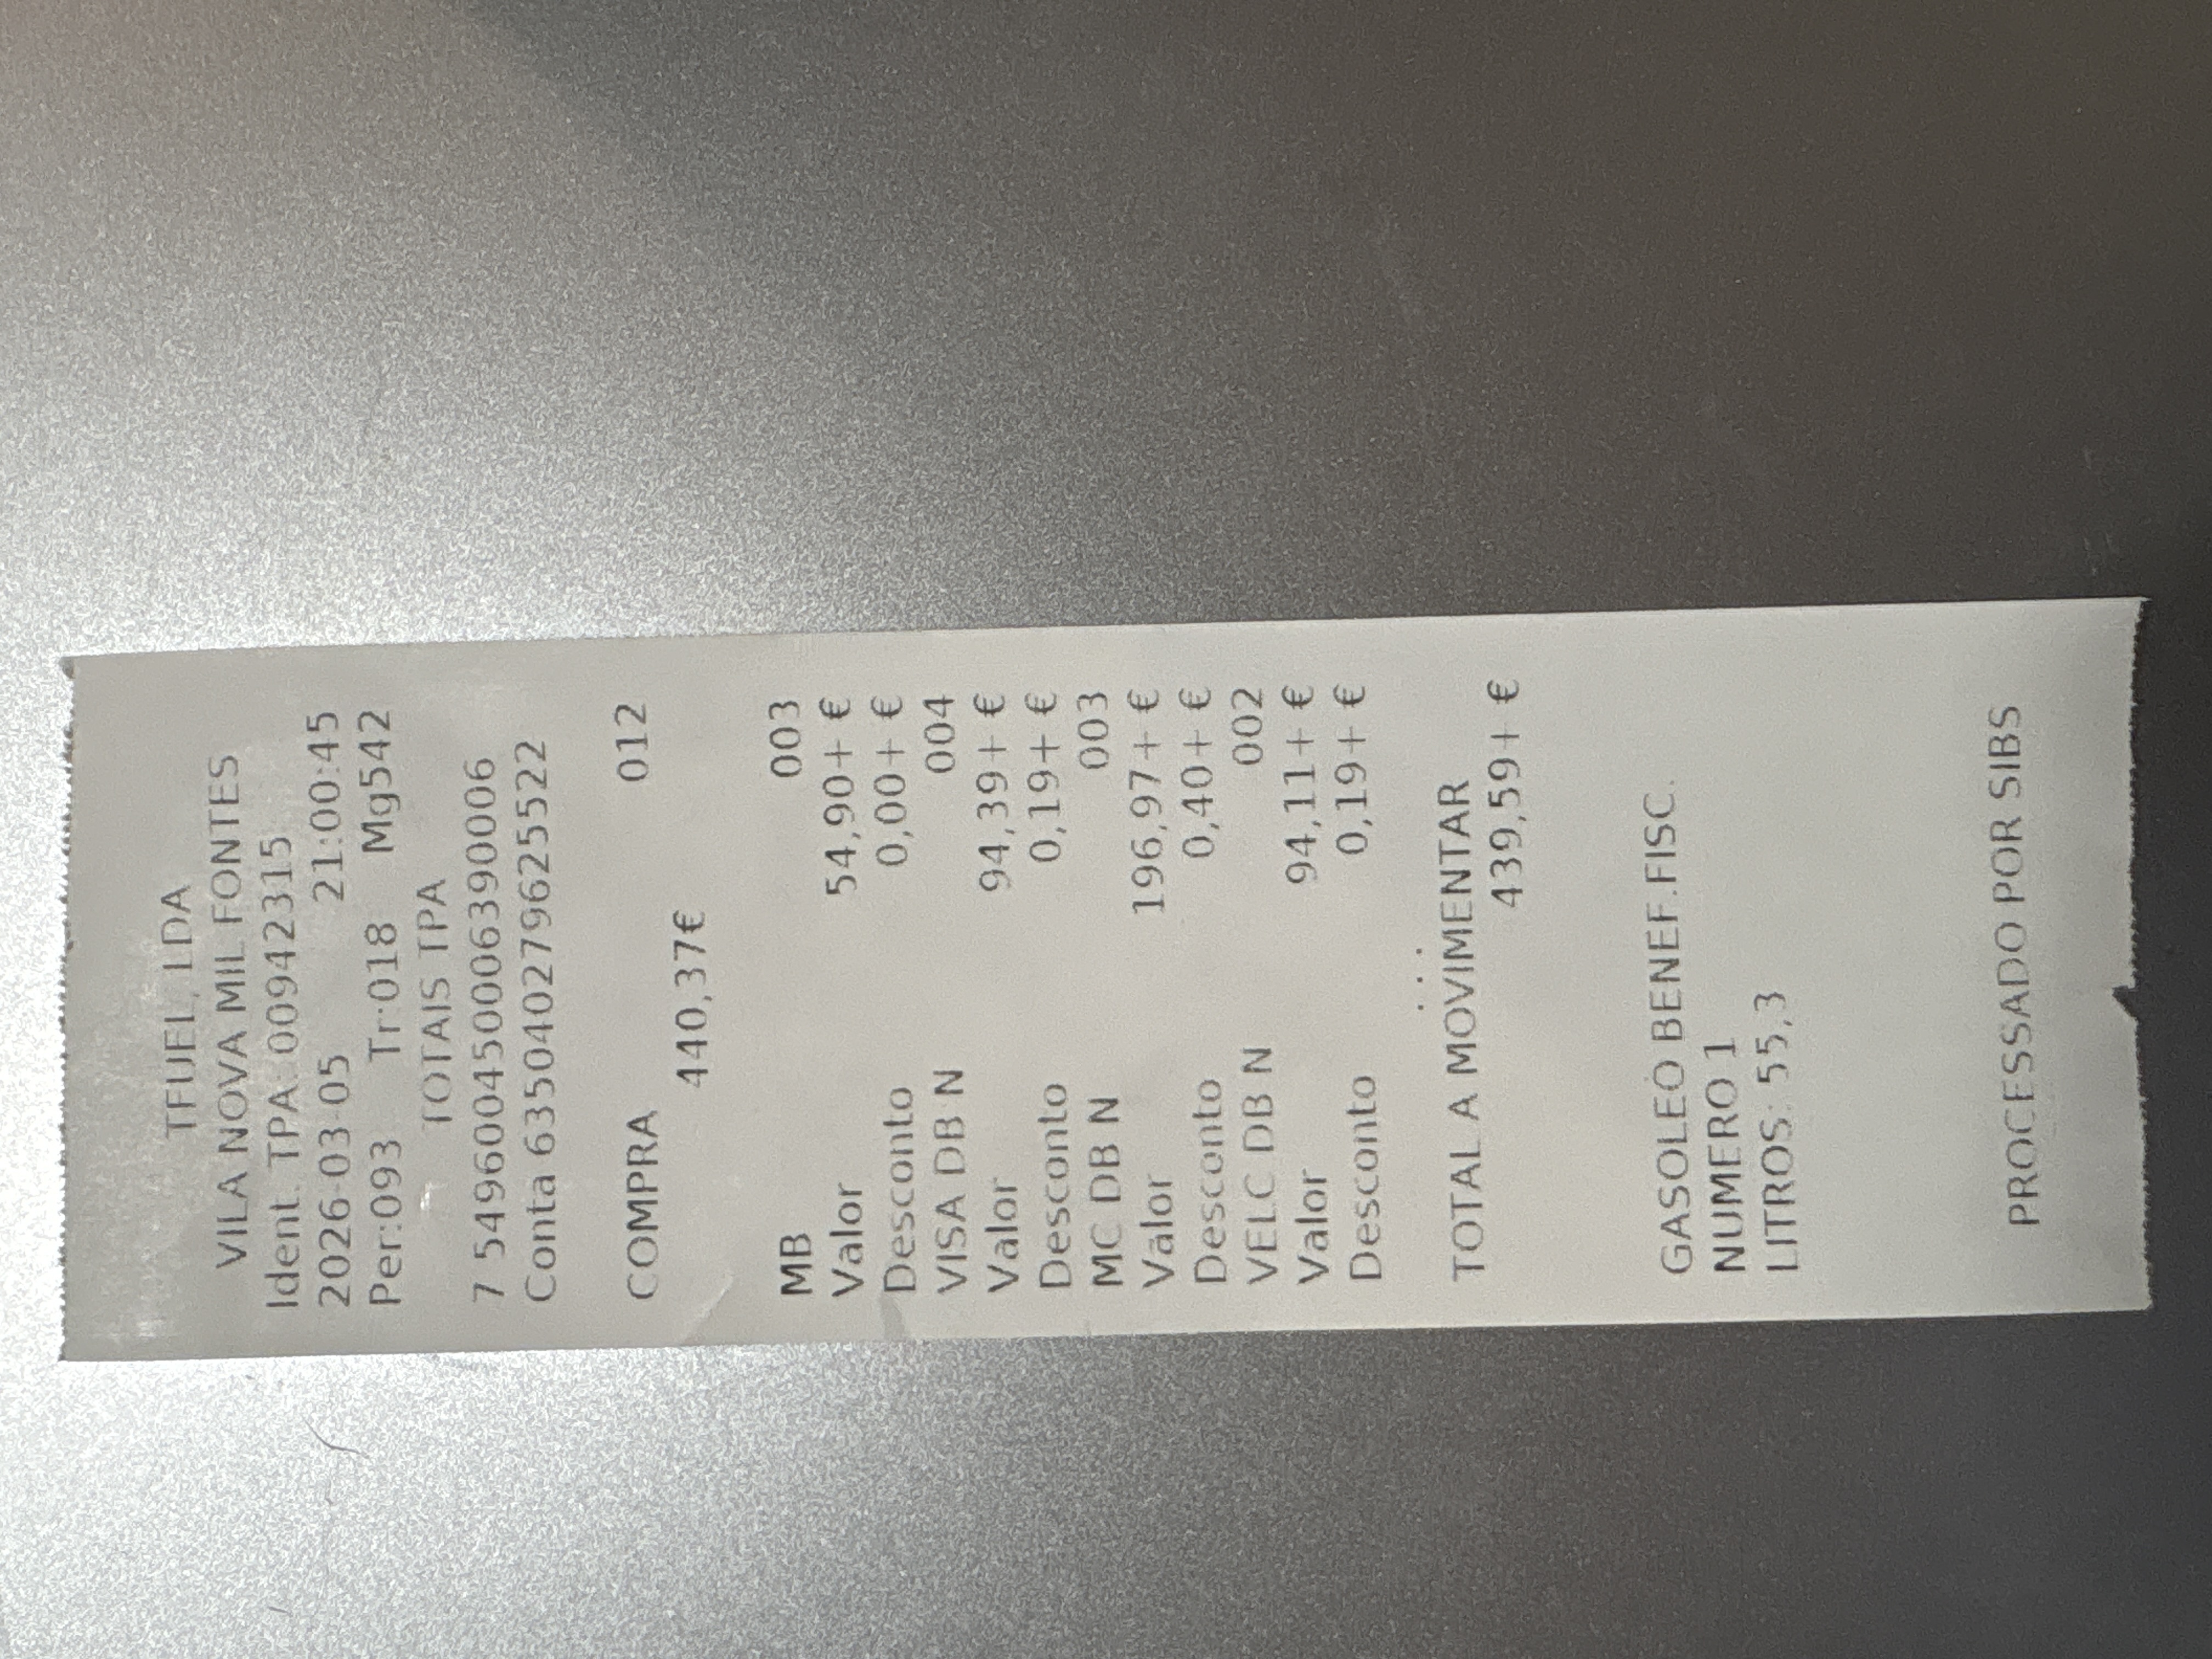 TFUEL, LDA
VILA NOVA MIL FONTES
Ident. TPA: 009423​15
2026-03-05 21:00:45
Per:093 Tr:018 Mg542
TOTAIS TPA
7 549600450006390006
Conta 635040279625522
COMPRA 012
440,37€
MB 003
Valor 54,90+ €
Desconto 0,00+ €
VISA DB N 004
Valor 94,39+ €
Desconto 0,19+ €
MC DB N 003
Valor 196,97+ €
Desconto 0,40+ €
VELC DB N 002
Valor 94,11+ €
Desconto 0,19+ €
...
TOTAL A MOVIMENTAR
439,59+ €
GASOLEO BENEF.FISC.
NUMERO 1
LITROS: 55,3
PROCESSADO POR SIBS